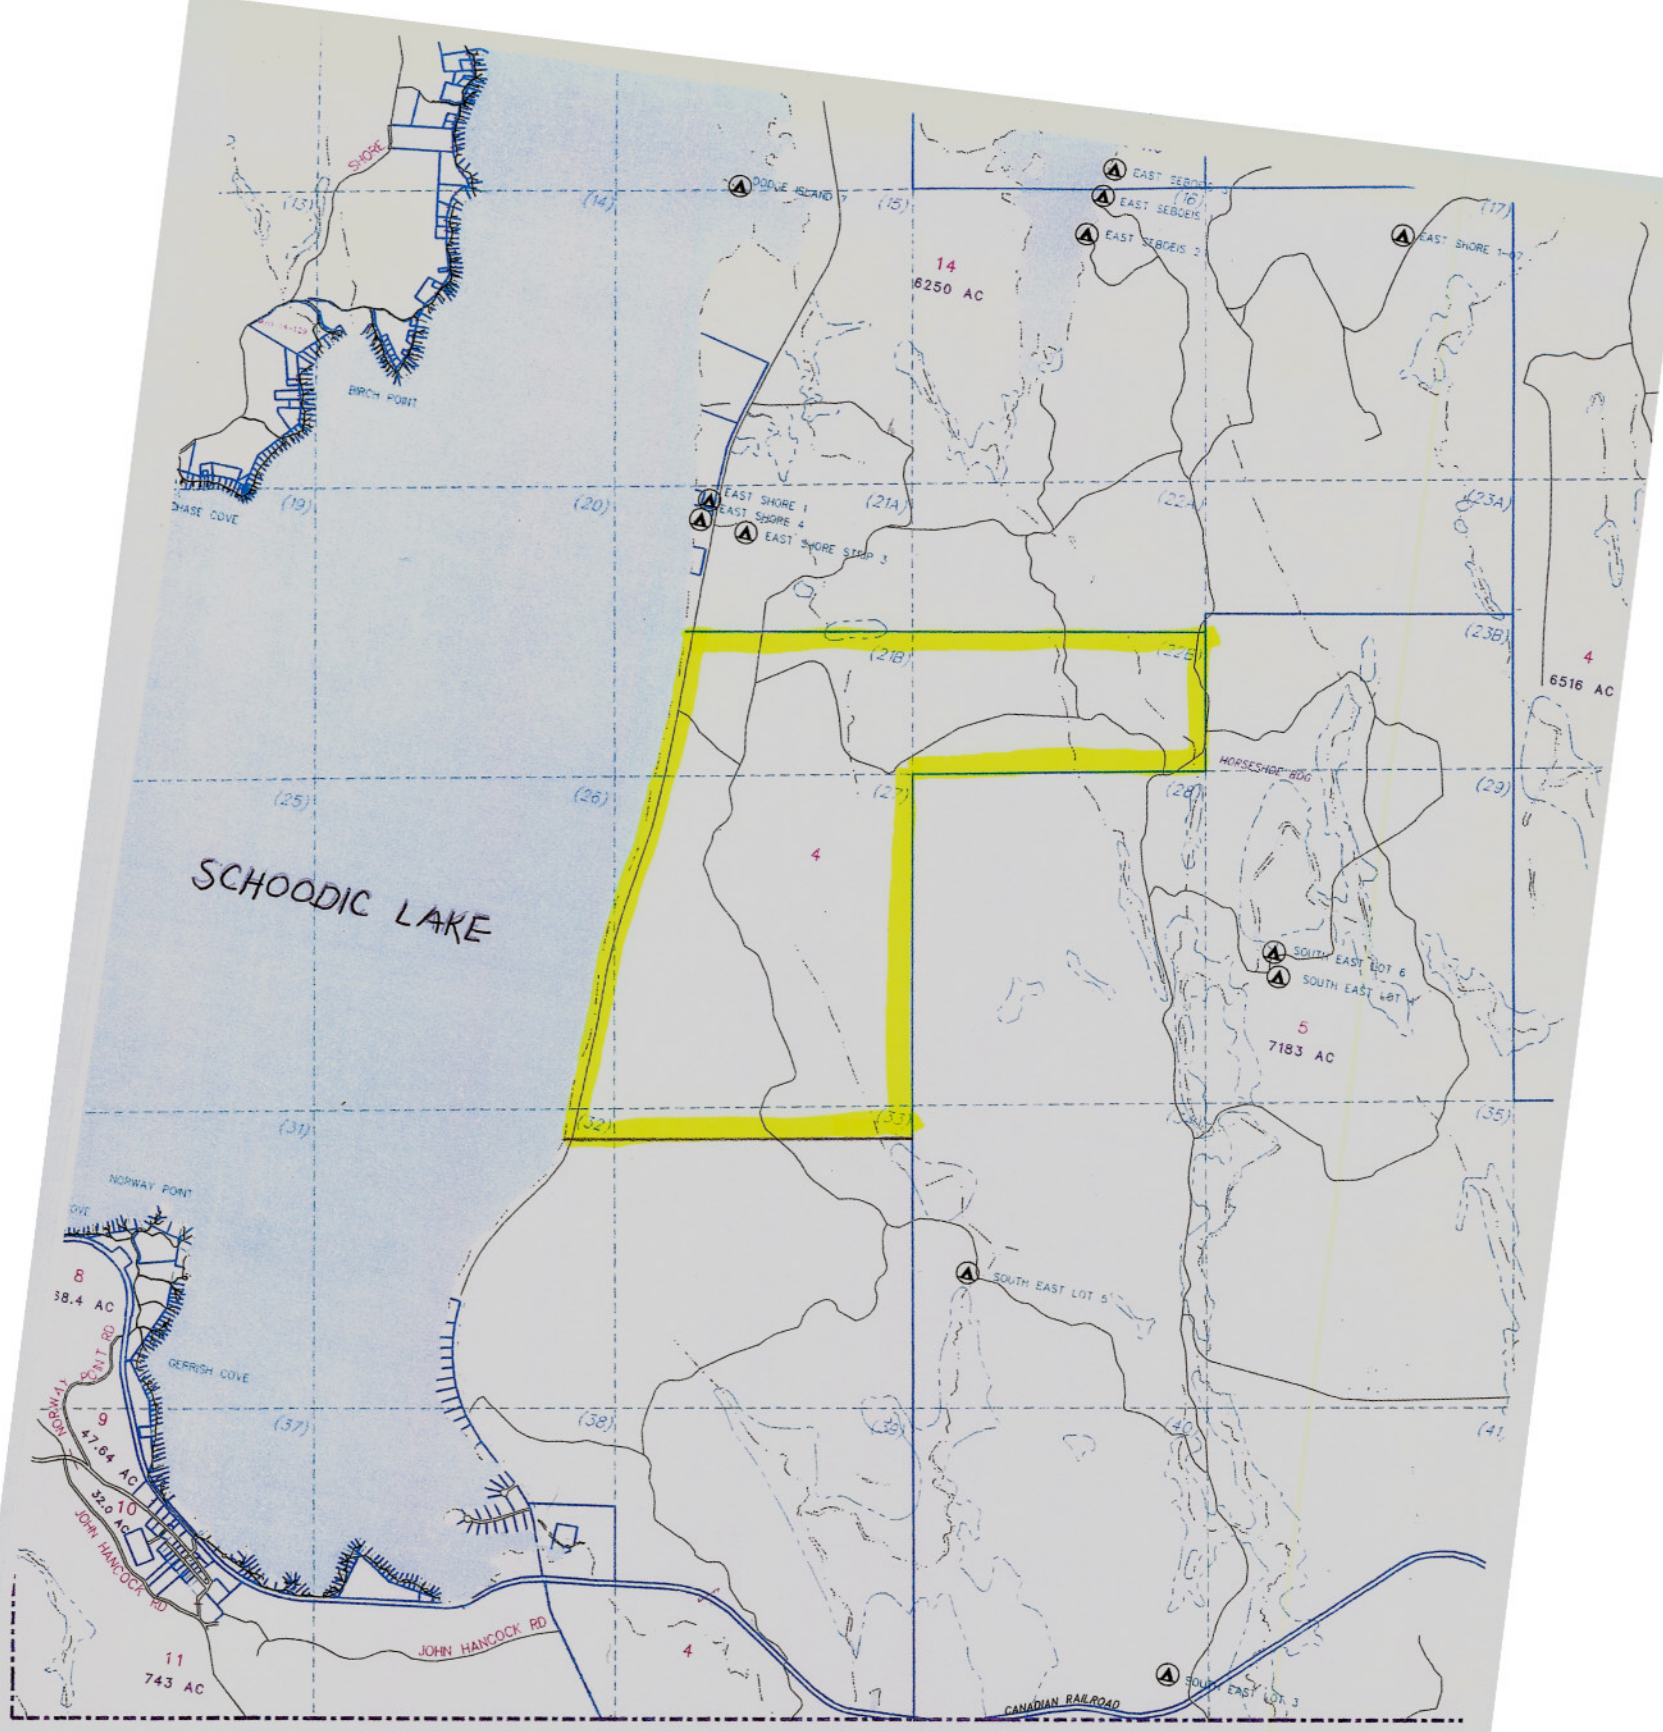 SHORE
DODGE ISLAND 7
EAST SEBOEIS 3
EAST SEBOEIS
EAST SEBOEIS 2
EAST SHORE 1-07
(13)
(14)
(15)
(16)
(17)
14
6250 AC
BIRCH POINT
CHASE COVE
(19)
(20)
EAST SHORE 1
EAST SHORE 4
EAST SHORE STRIP 3
(21A)
(22A)
(23A)
(21B)
(22B)
(23B)
4
6516 AC
HORSESHOE BDG
(25)
(26)
(27)
(28)
(29)
4
SCHOODIC LAKE
SOUTH EAST LOT 6
SOUTH EAST LOT 4
5
7183 AC
(31)
(32)
(33)
(35)
NORWAY POINT
OVE
8
38.4 AC
NORWAY POINT RD
GERRISH COVE
SOUTH EAST LOT 5
9
47.64 AC
(37)
(38)
(39)
(40)
(41)
10
32.0 AC
JOHN HANCOCK RD
JOHN HANCOCK RD
11
743 AC
4
SOUTH EAST LOT 3
CANADIAN RAILROAD